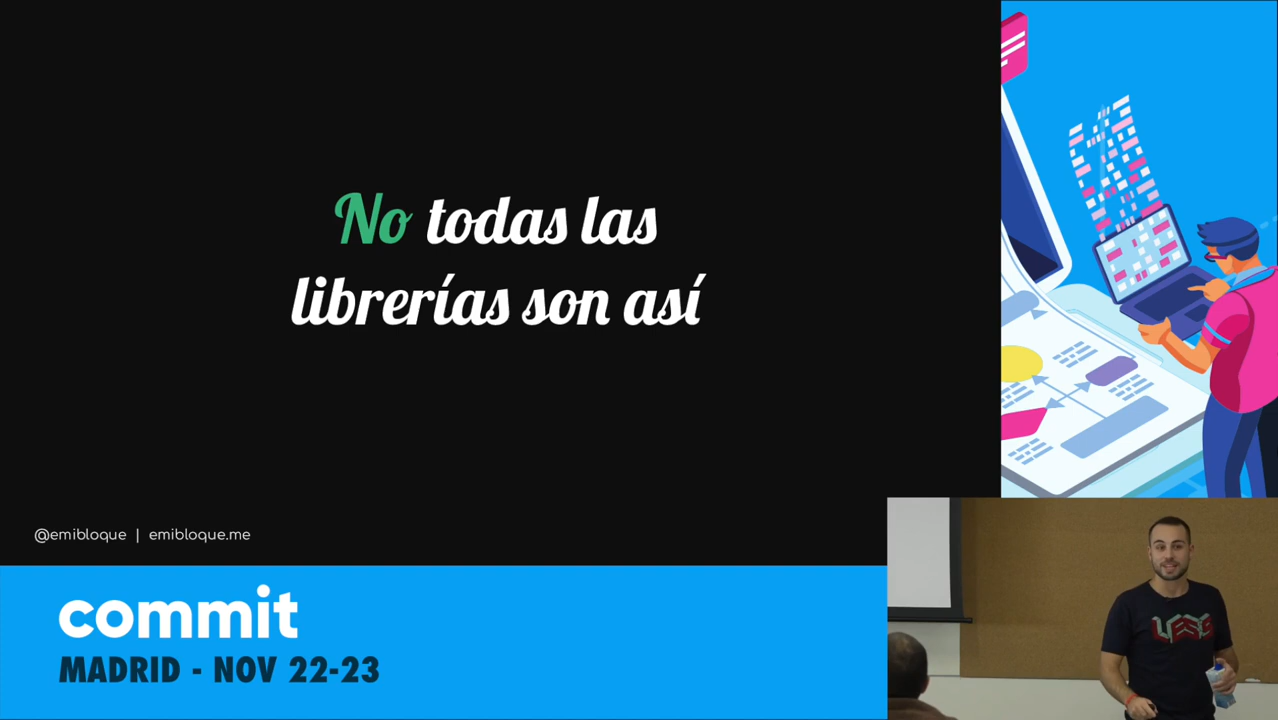 No todas las
librerías son así
@emibloque | emibloque.me
commit
MADRID - NOV 22-23